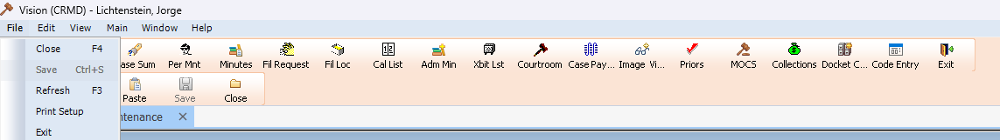 Vision (CRMD) - Lichtenstein, Jorge
File Edit View Main Window Help
Close F4
Save Ctrl+S
Refresh F3
Print Setup
Exit
ase Sum Per Mnt Minutes Fil Request Fil Loc Cal List Adm Min Xbit Lst Courtroom Case Pay... Image Vi... Priors MOCS Collections Docket C... Code Entry Exit
Paste Save Close
ntenance